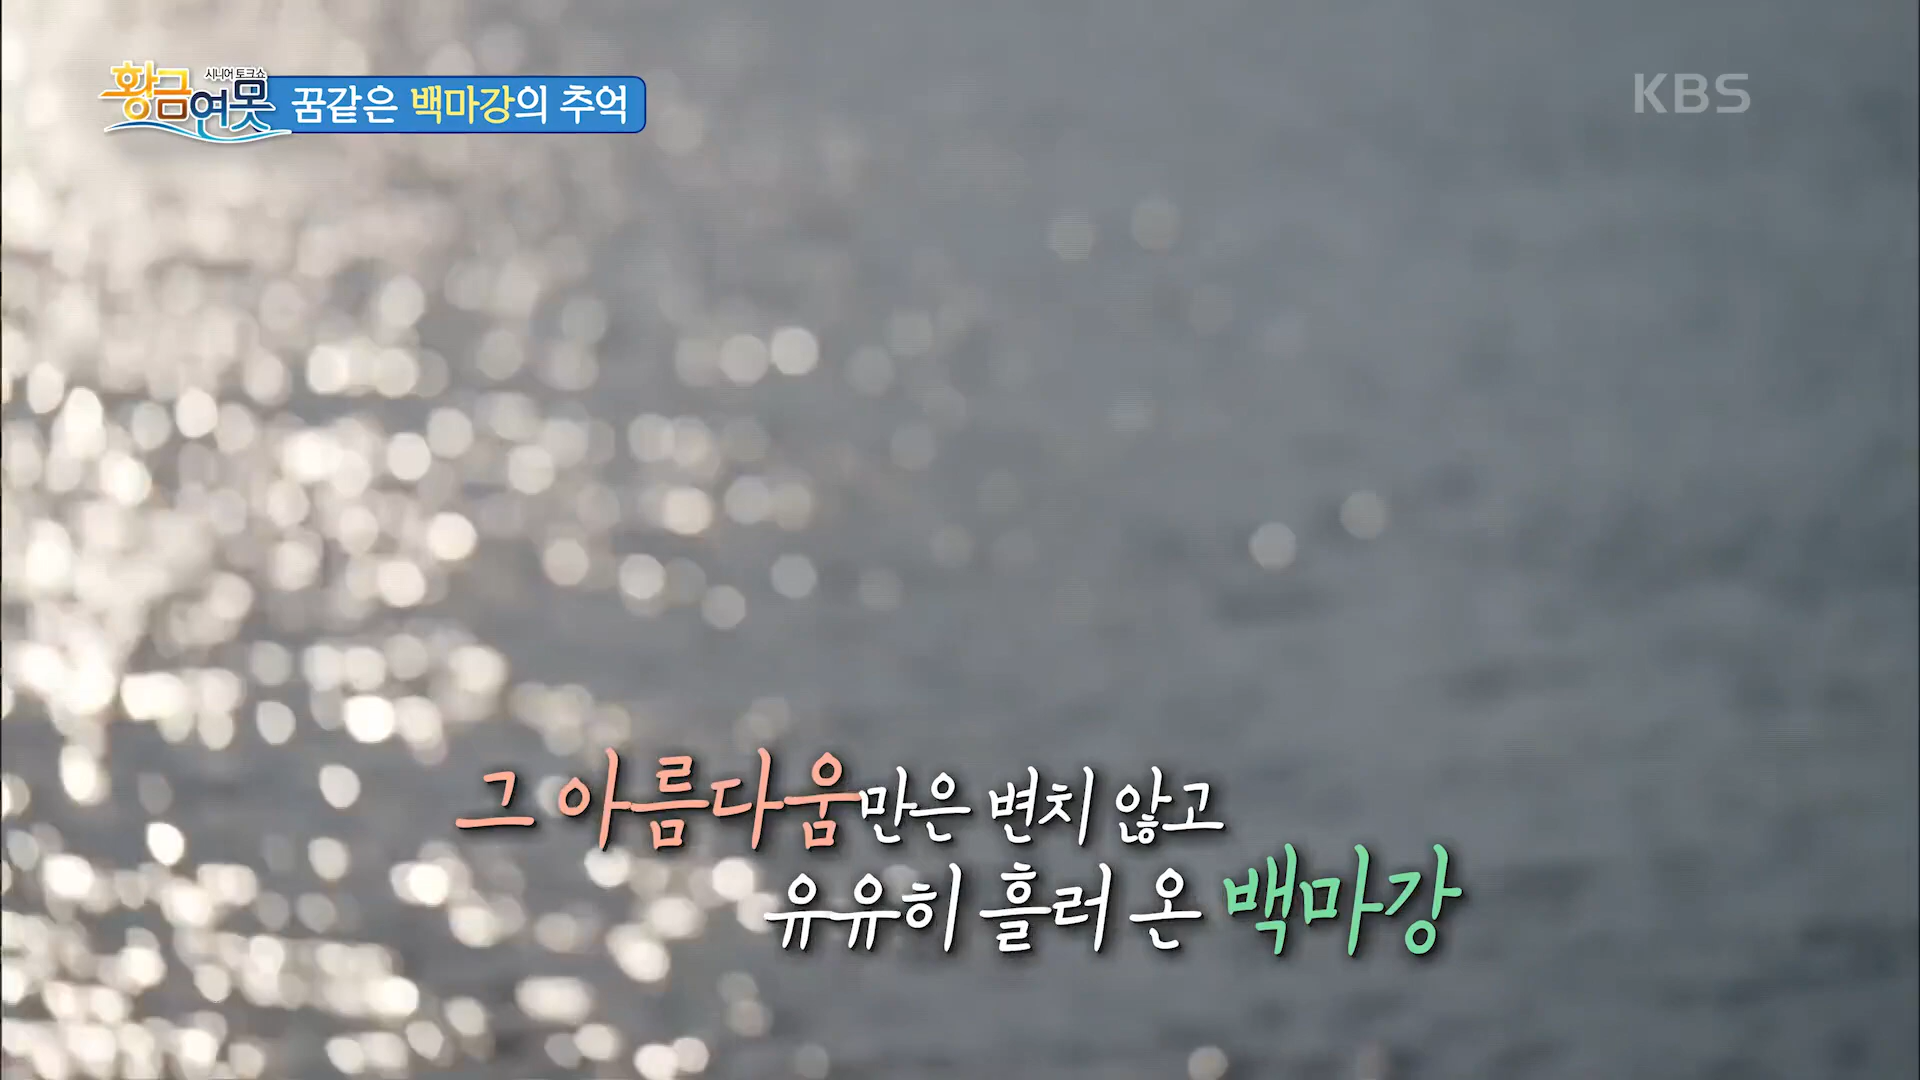 시니어 토크쇼
황금연못 꿈같은 백마강의 추억
KBS
그 아름다움만은 변치 않고
유유히 흘러 온 백마강